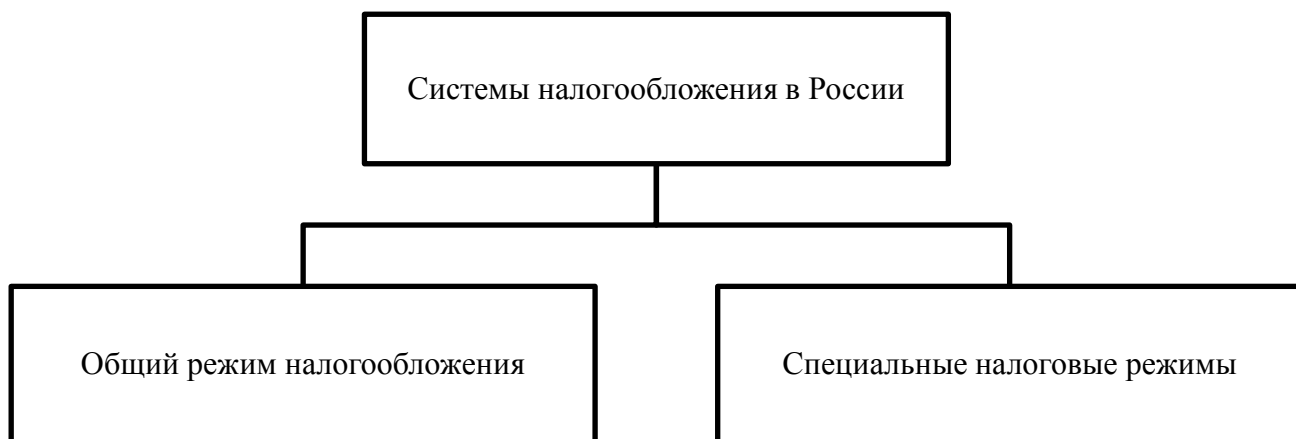 Системы налогообложения в России
Общий режим налогообложения
Специальные налоговые режимы